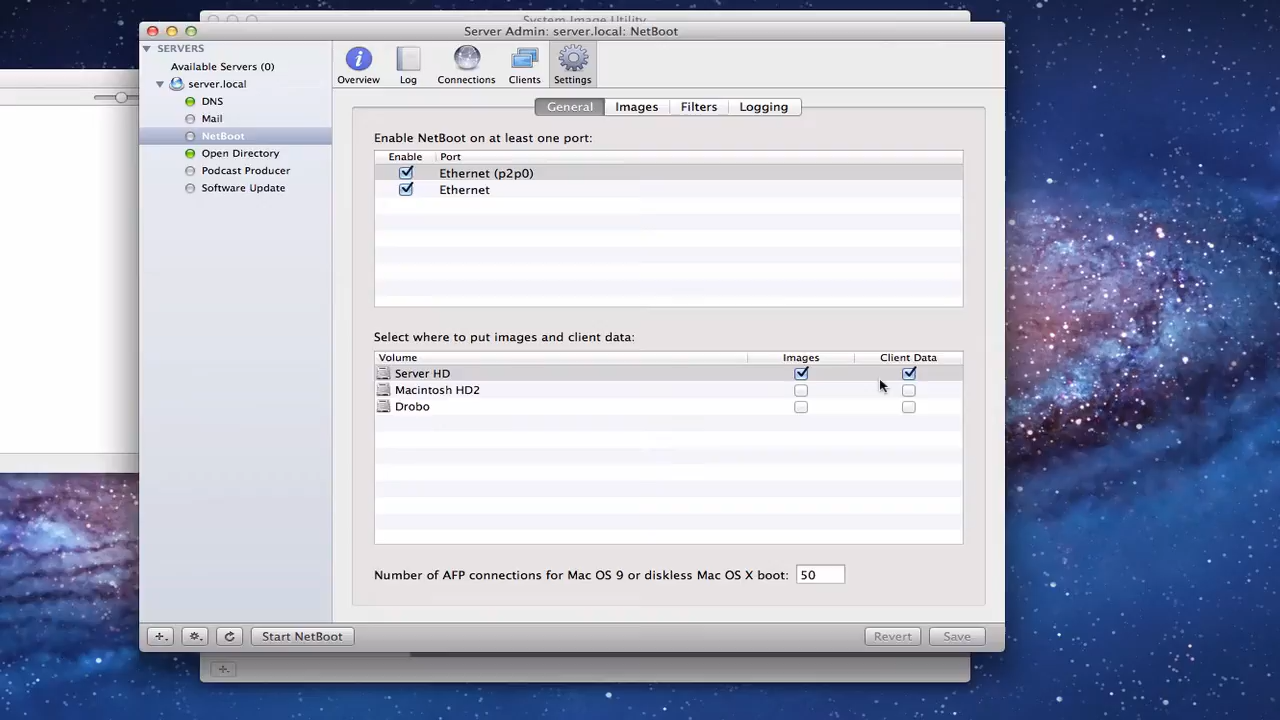 System Image Utility
Server Admin: server.local: NetBoot
SERVERS
Available Servers (0)
server.local
DNS
Mail
NetBoot
Open Directory
Podcast Producer
Software Update
Overview
Log
Connections
Clients
Settings
General
Images
Filters
Logging
Enable NetBoot on at least one port:
Enable Port
Ethernet (p2p0)
Ethernet
Select where to put images and client data:
Volume Images Client Data
Server HD
Macintosh HD2
Drobo
Number of AFP connections for Mac OS 9 or diskless Mac OS X boot: 50
Start NetBoot
Revert
Save